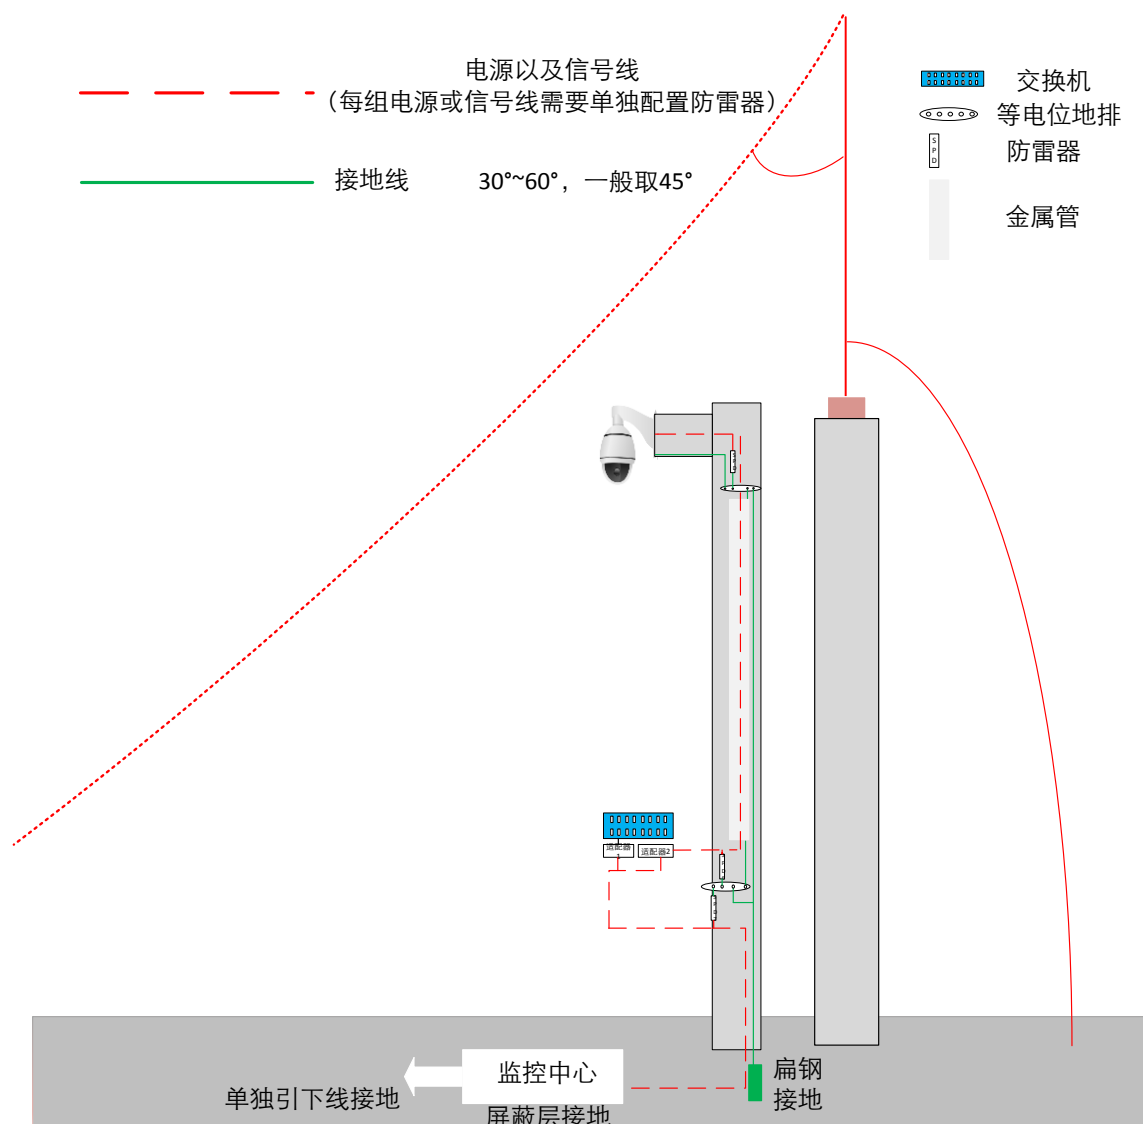 电源以及信号线
（每组电源或信号线需要单独配置防雷器）
接地线
30°~60°，一般取45°
交换机
等电位地排
S
P
D
防雷器
金属管
S
P
D
适配器
1
适配器2
监控中心
单独引下线接地
屏蔽层接地
扁钢
接地